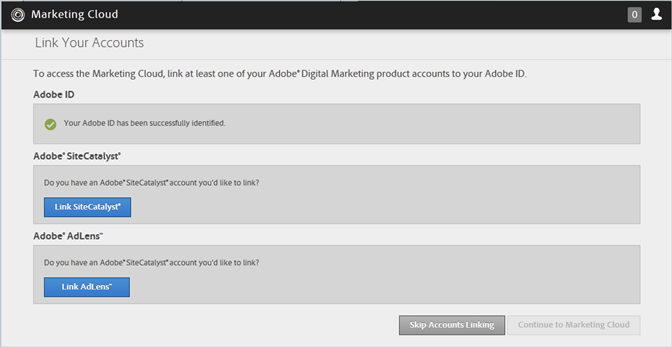 Marketing Cloud
0
Link Your Accounts
To access the Marketing Cloud, link at least one of your Adobe® Digital Marketing product accounts to your Adobe ID.
Adobe ID
Your Adobe ID has been successfully identified.
Adobe® SiteCatalyst®
Do you have an Adobe® SiteCatalyst® account you'd like to link?
Link SiteCatalyst®
Adobe® AdLens™
Do you have an Adobe® SiteCatalyst® account you'd like to link?
Link AdLens™
Skip Accounts Linking Continue to Marketing Cloud